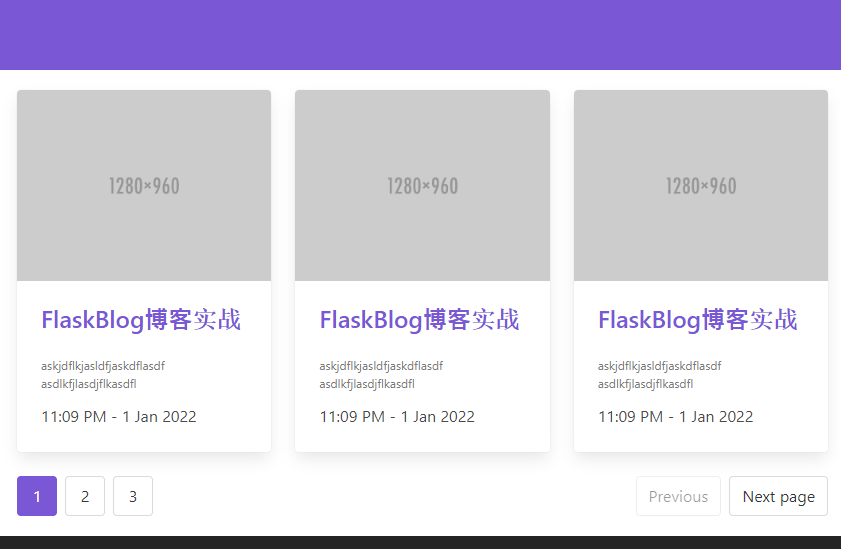 1280×960
1280×960
1280×960
FlaskBlog博客实战
askjdflkjasldfjaskdflasdf
asdlkfjlasdjflkasdfl
11:09 PM - 1 Jan 2022
FlaskBlog博客实战
askjdflkjasldfjaskdflasdf
asdlkfjlasdjflkasdfl
11:09 PM - 1 Jan 2022
FlaskBlog博客实战
askjdflkjasldfjaskdflasdf
asdlkfjlasdjflkasdfl
11:09 PM - 1 Jan 2022
1 2 3 Previous Next page